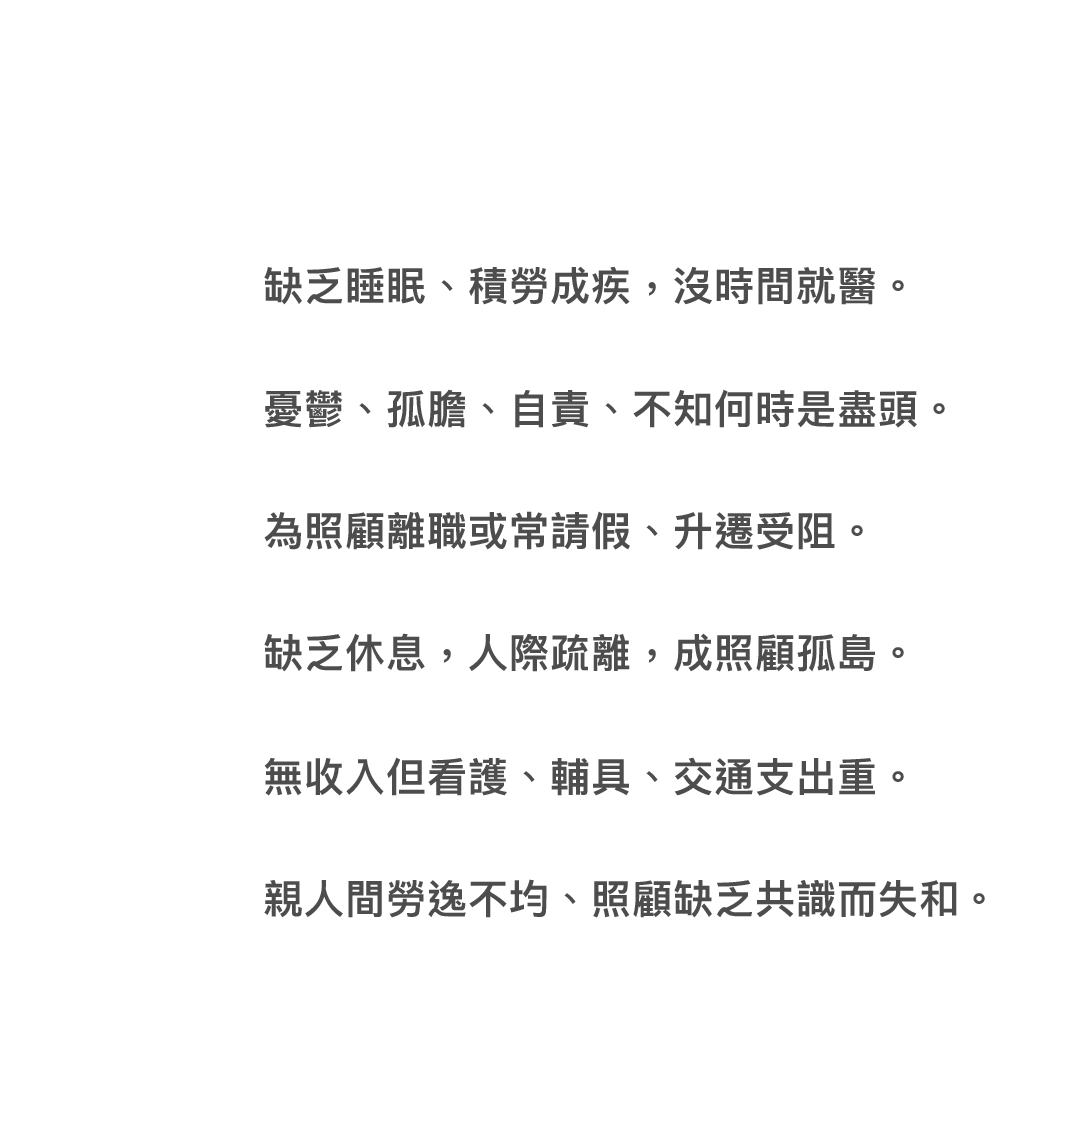 缺乏睡眠、積勞成疾，沒時間就醫。
憂鬱、孤膽、自責、不知何時是盡頭。
為照顧離職或常請假、升遷受阻。
缺乏休息，人際疏離，成照顧孤島。
無收入但看護、輔具、交通支出重。
親人間勞逸不均、照顧缺乏共識而失和。